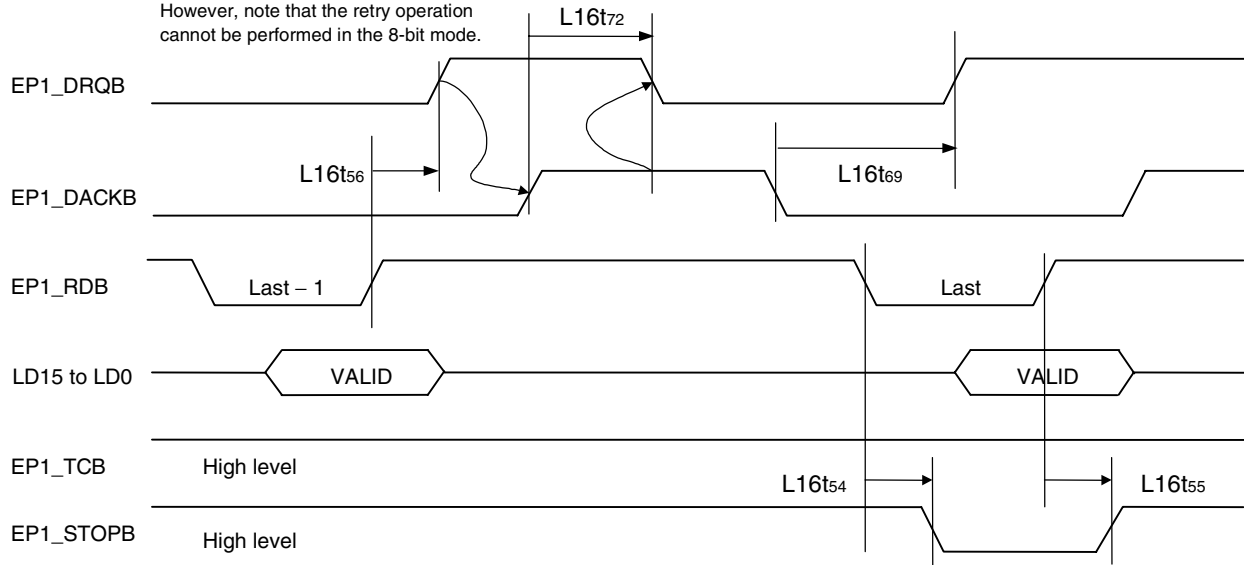 However, note that the retry operation
cannot be performed in the 8-bit mode.
L16t72
EP1_DRQB
L16t56
L16t69
EP1_DACKB
EP1_RDB
Last – 1
Last
LD15 to LD0
VALID
VALID
EP1_TCB
High level
L16t54
L16t55
EP1_STOPB
High level